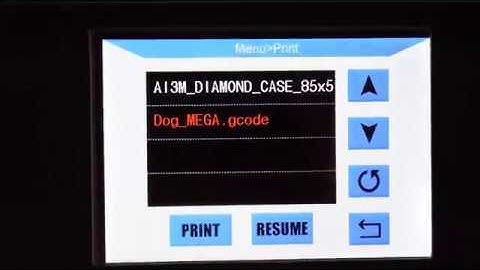 Menu>Print
AI3M_DIAMOND_CASE_85x5
Dog_MEGA.gcode
PRINT
RESUME